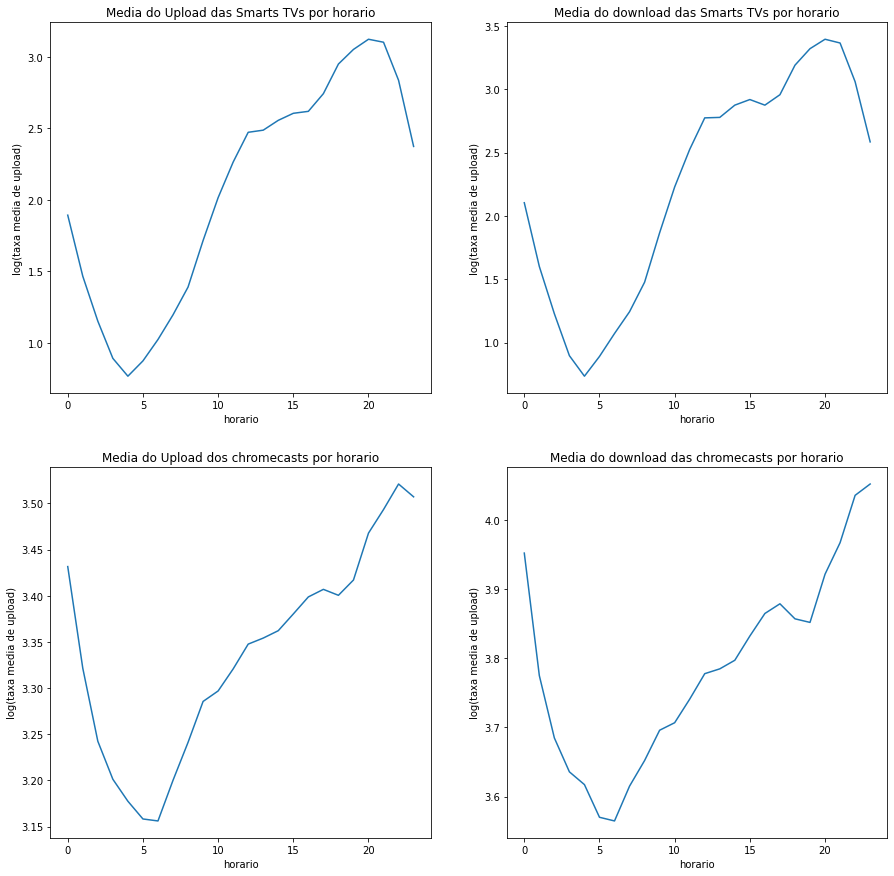 Media do Upload das Smarts TVs por horario
log(taxa media de upload)
3.0
2.5
2.0
1.5
1.0
0 5 10 15 20
horario
Media do download das Smarts TVs por horario
log(taxa media de upload)
3.5
3.0
2.5
2.0
1.5
1.0
0 5 10 15 20
horario
Media do Upload dos chromecasts por horario
log(taxa media de upload)
3.50
3.45
3.40
3.35
3.30
3.25
3.20
3.15
0 5 10 15 20
horario
Media do download das chromecasts por horario
log(taxa media de upload)
4.0
3.9
3.8
3.7
3.6
0 5 10 15 20
horario